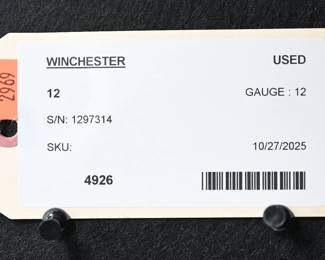 2969
WINCHESTER USED
12 GAUGE : 12
S/N: 1297314
SKU: 10/27/2025
4926